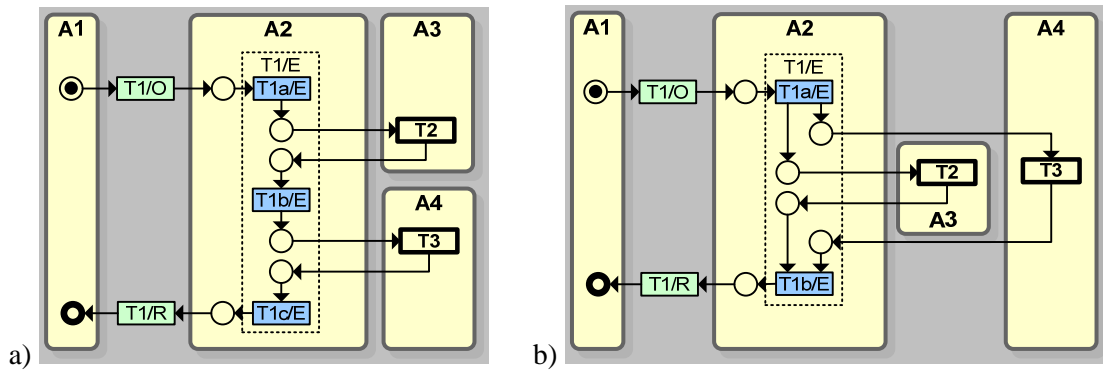 A1
A2
A3
T1/E
T1/O
T1a/E
T2
T1b/E
A4
T3
T1/R
T1c/E
a)
A1
A2
A4
T1/E
T1/O
T1a/E
T2
T3
A3
T1/R
T1b/E
b)